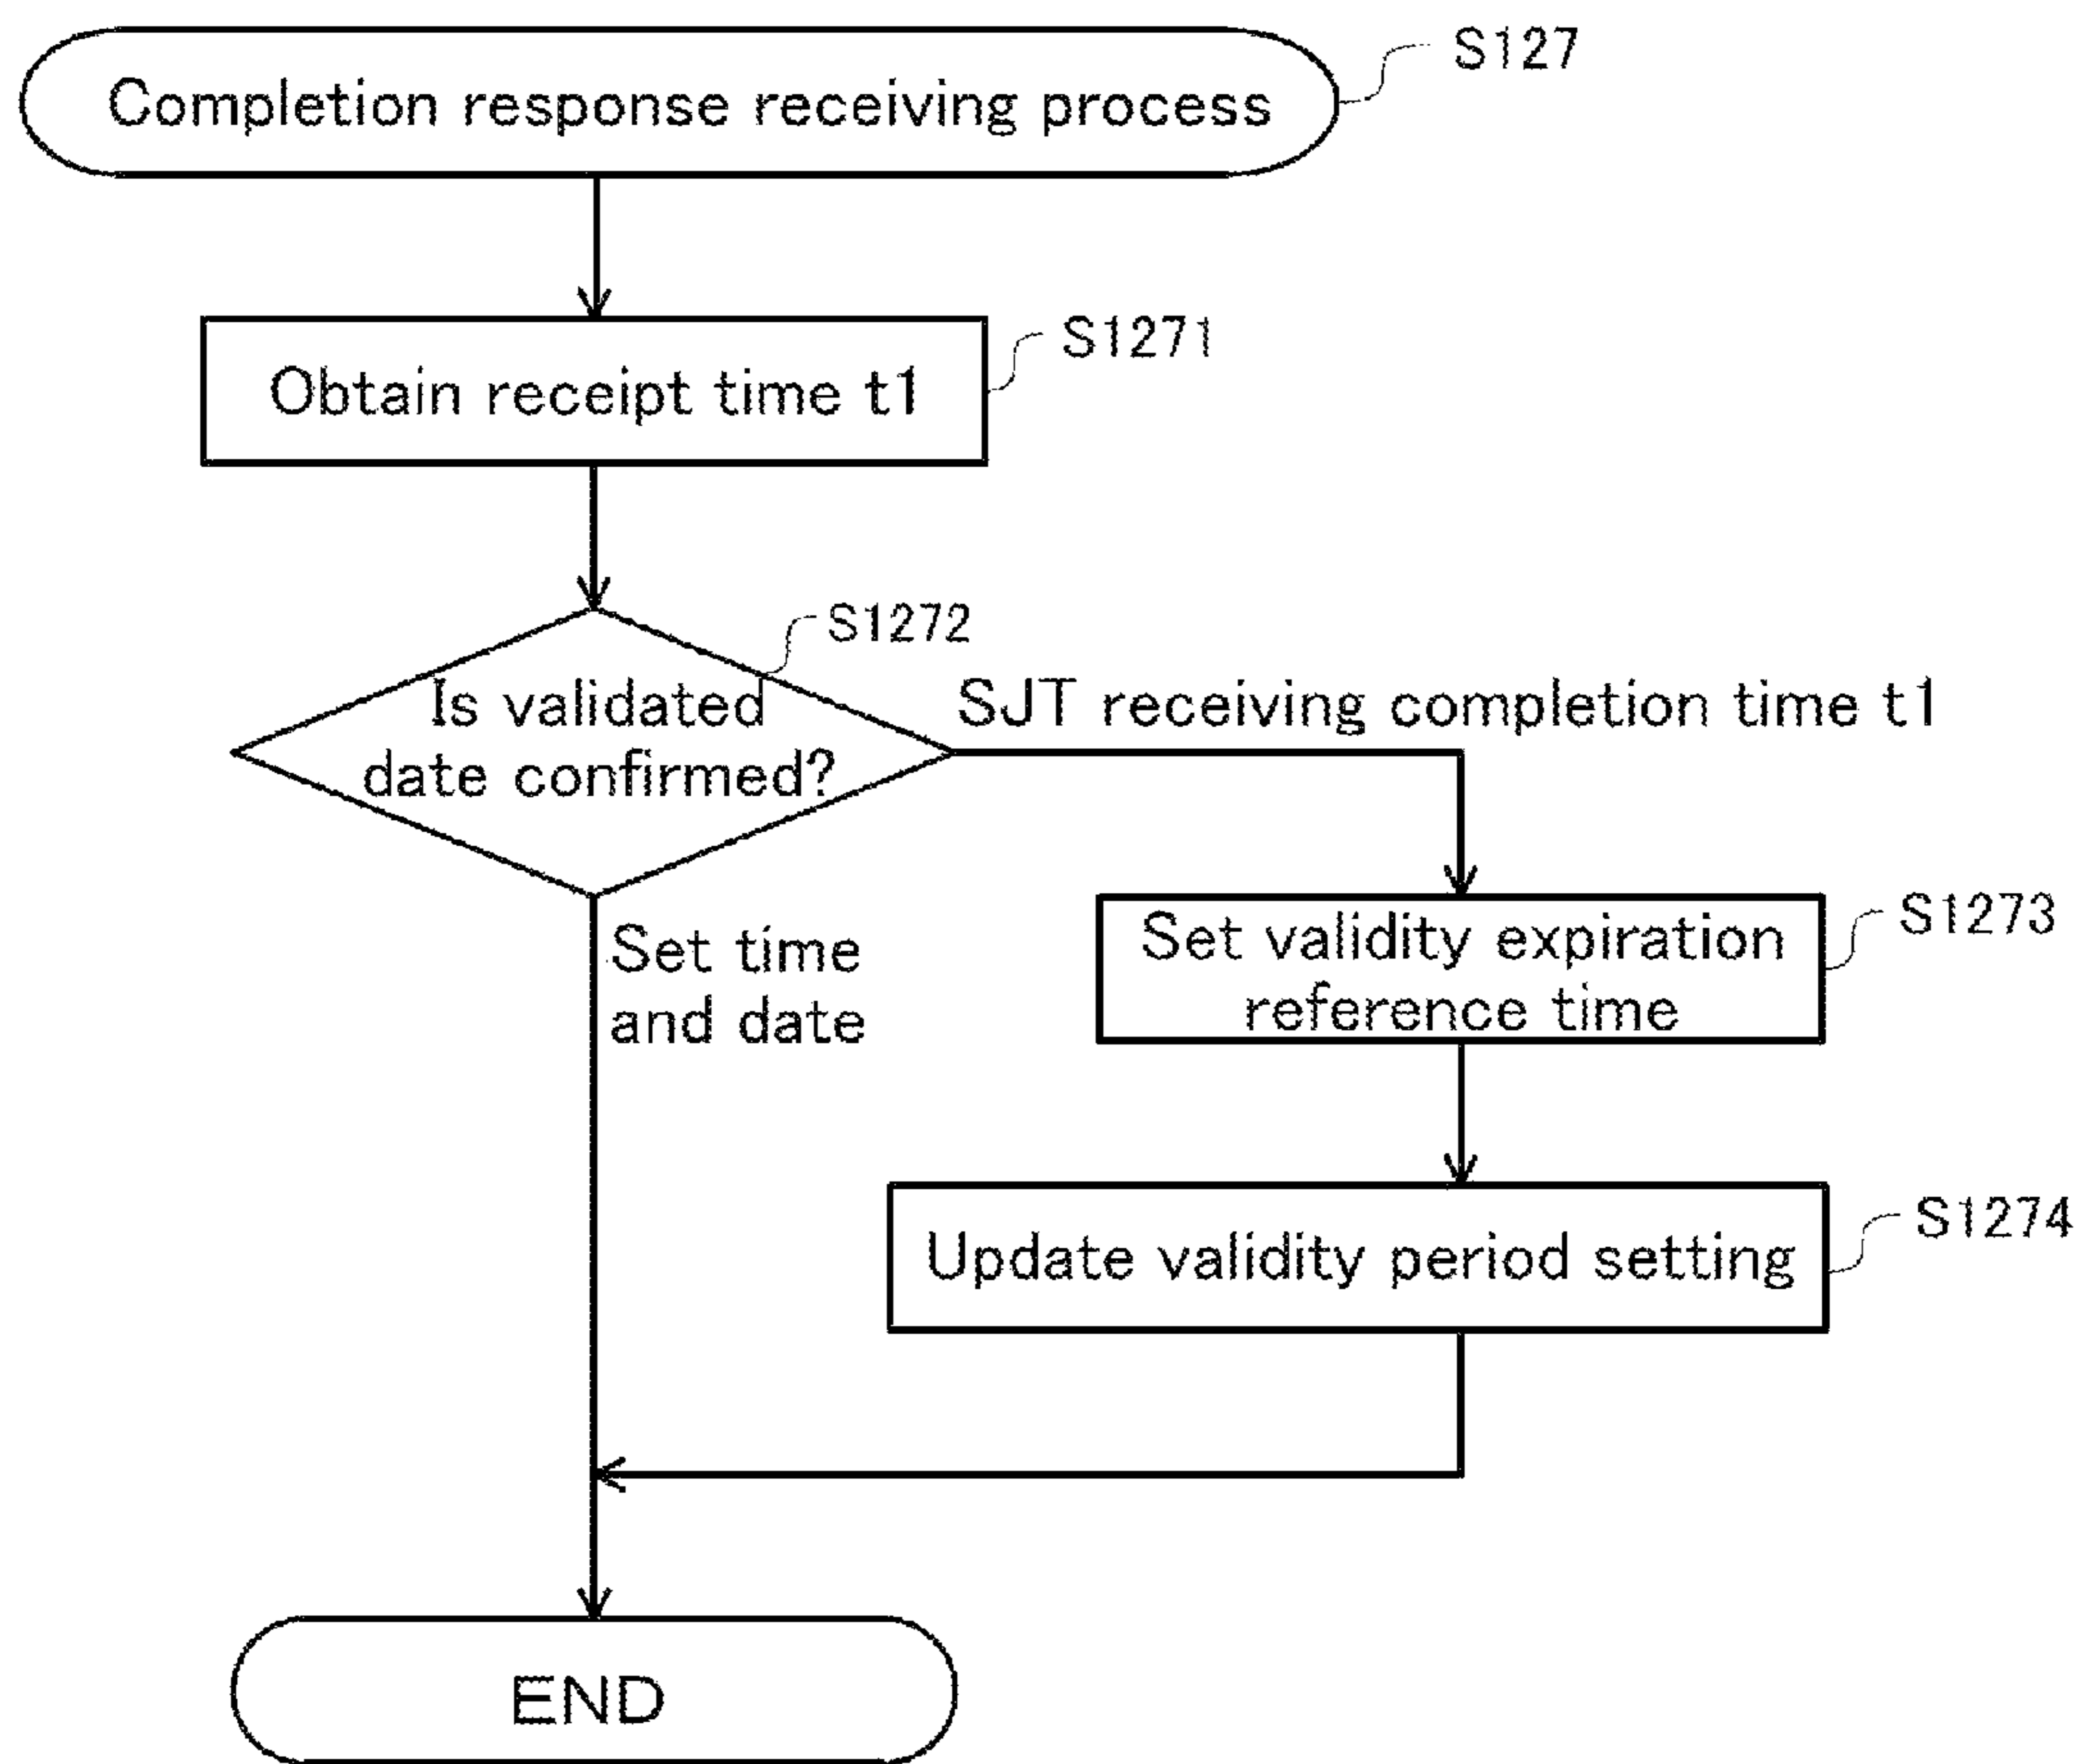 S127
Completion response receiving process
S1271
Obtain receipt time t1
S1272
Is validated
date confirmed?
SJT receiving completion time t1
Set time
and date
S1273
Set validity expiration
reference time
S1274
Update validity period setting
END